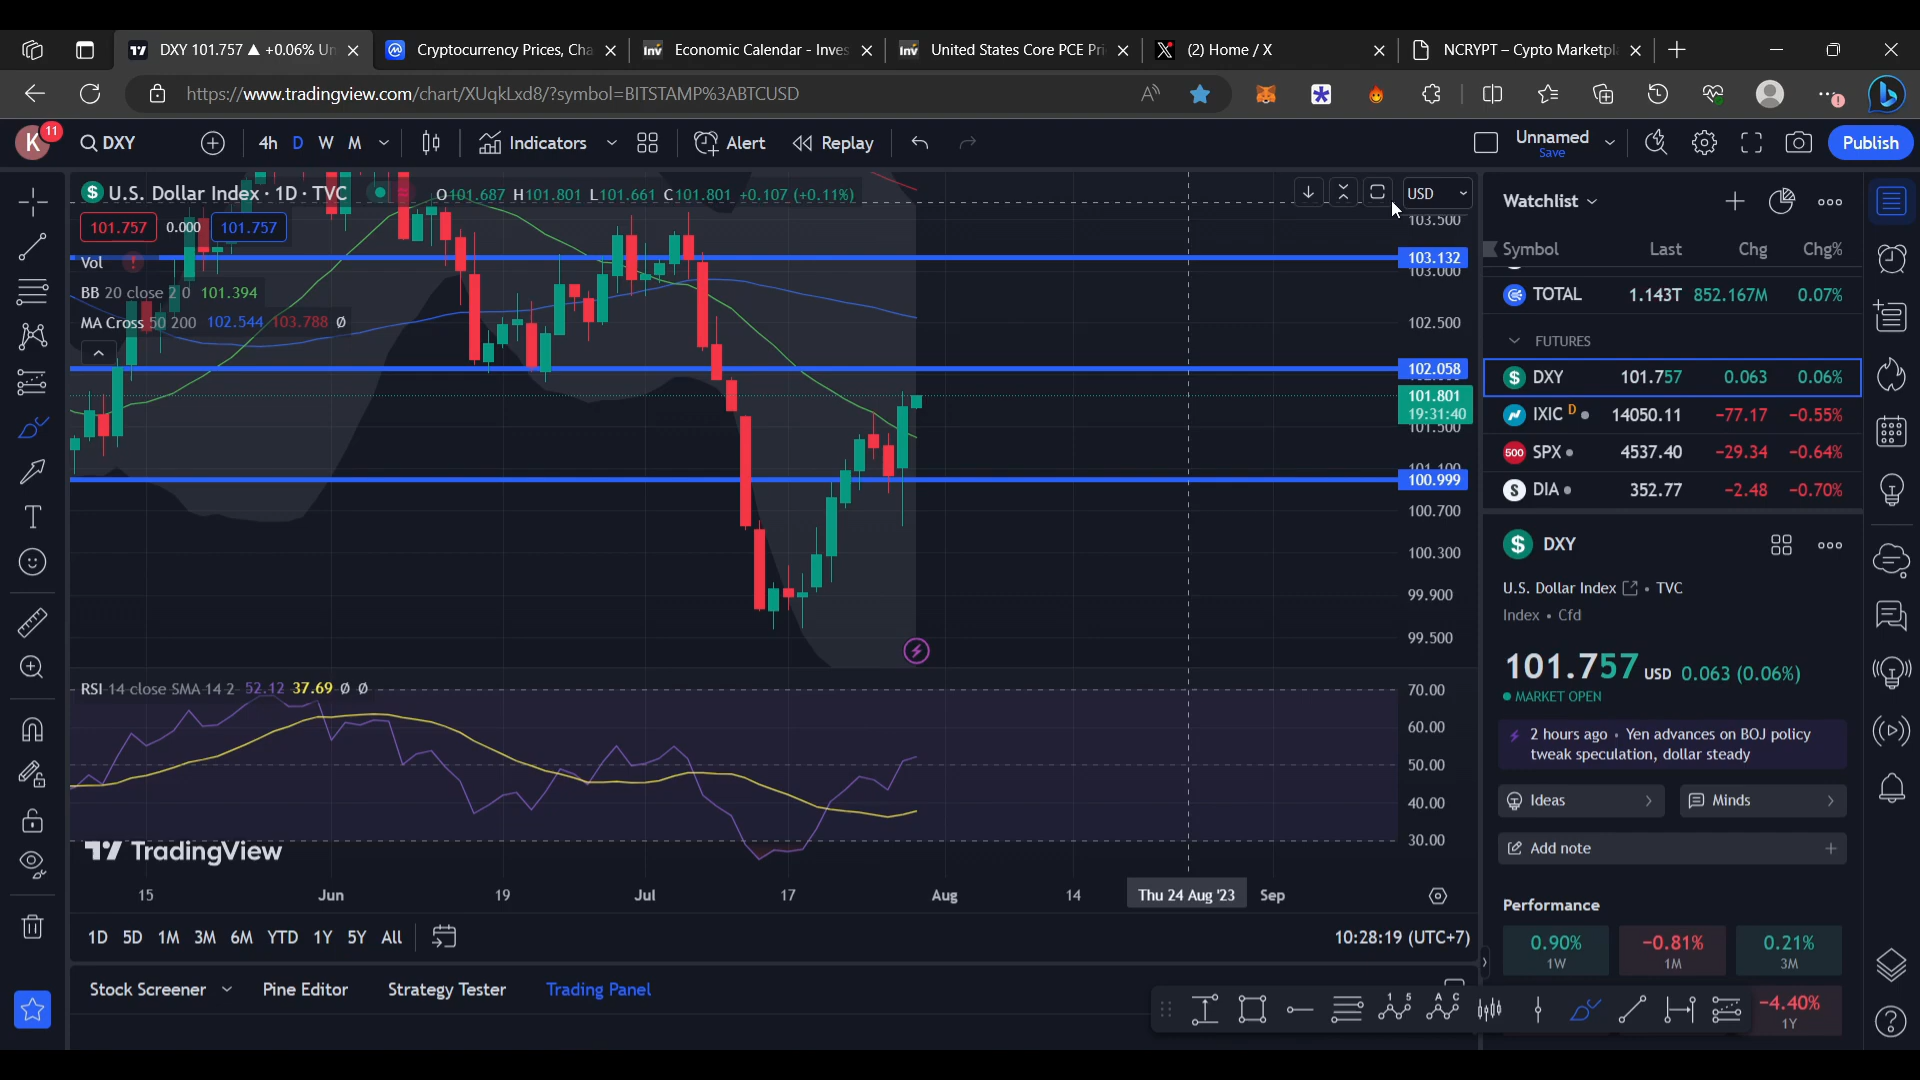 DXY 101.757 ▲ +0.06% Un
Cryptocurrency Prices, Cha
Economic Calendar - Inves
United States Core PCE Pri
(2) Home / X
NCRYPT – Cypto Marketpla
https://www.tradingview.com/chart/XUqkLxd8/?symbol=BITSTAMP%3ABTCUSD
K 11 DXY 4h D W M Indicators Alert Replay Unnamed Save Publish
U.S. Dollar Index · 1D · TVC O101.687 H101.801 L101.661 C101.801 +0.107 (+0.11%) USD
101.757 0.000 101.757
Vol
BB 20 close 2 0 101.394
MA Cross 50 200 102.544 103.788 Ø
103.500
103.132
103.000
102.500
102.058
101.801
19:31:40
101.500
101.100
100.999
100.700
100.300
99.900
99.500
RSI 14 close SMA 14 2 52.12 37.69 Ø Ø
70.00
60.00
50.00
40.00
30.00
TradingView
15 Jun 19 Jul 17 Aug 14 Thu 24 Aug '23 Sep
1D 5D 1M 3M 6M YTD 1Y 5Y All 10:28:19 (UTC+7)
Stock Screener Pine Editor Strategy Tester Trading Panel
Watchlist
Symbol Last Chg Chg%
TOTAL 1.143T 852.167M 0.07%
FUTURES
DXY 101.757 0.063 0.06%
IXIC D 14050.11 -77.17 -0.55%
500 SPX 4537.40 -29.34 -0.64%
DIA 352.77 -2.48 -0.70%
DXY
U.S. Dollar Index • TVC
Index • Cfd
101.757 USD 0.063 (0.06%)
MARKET OPEN
2 hours ago • Yen advances on BOJ policy
tweak speculation, dollar steady
Ideas Minds
Add note
Performance
0.90% -0.81% 0.21%
1W 1M 3M
-4.40%
1Y